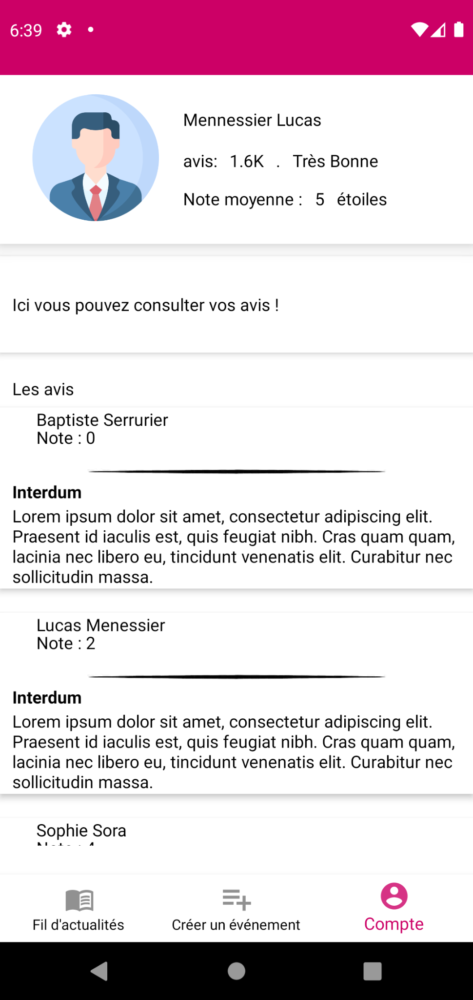 6:39
Mennessier Lucas
avis: 1.6K . Très Bonne
Note moyenne : 5 étoiles
Ici vous pouvez consulter vos avis !
Les avis
Baptiste Serrurier
Note : 0
Interdum
Lorem ipsum dolor sit amet, consectetur adipiscing elit.
Praesent id iaculis est, quis feugiat nibh. Cras quam quam,
lacinia nec libero eu, tincidunt venenatis elit. Curabitur nec
sollicitudin massa.
Lucas Menessier
Note : 2
Interdum
Lorem ipsum dolor sit amet, consectetur adipiscing elit.
Praesent id iaculis est, quis feugiat nibh. Cras quam quam,
lacinia nec libero eu, tincidunt venenatis elit. Curabitur nec
sollicitudin massa.
Sophie Sora
Note : 4
Fil d'actualités
Créer un événement
Compte